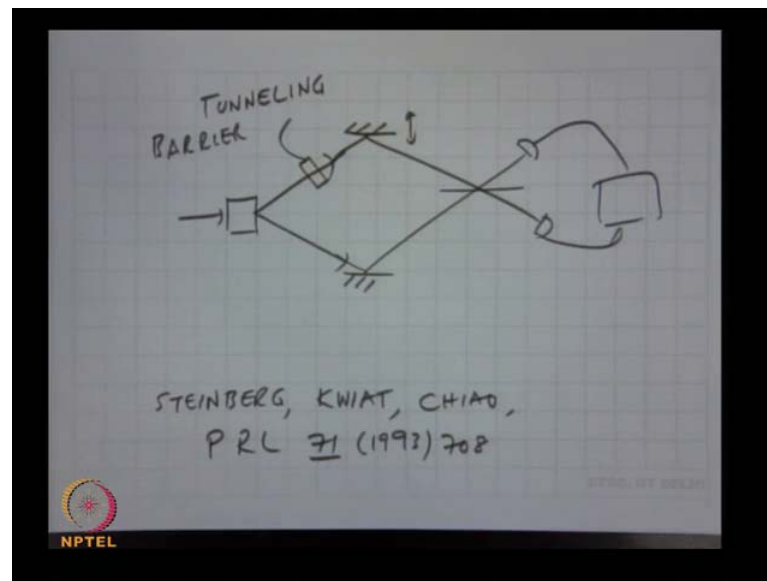 TUNNELING
BARRIER
STEINBERG, KWIAT, CHIAO,
PRL 71 (1993) 708
NPTEL